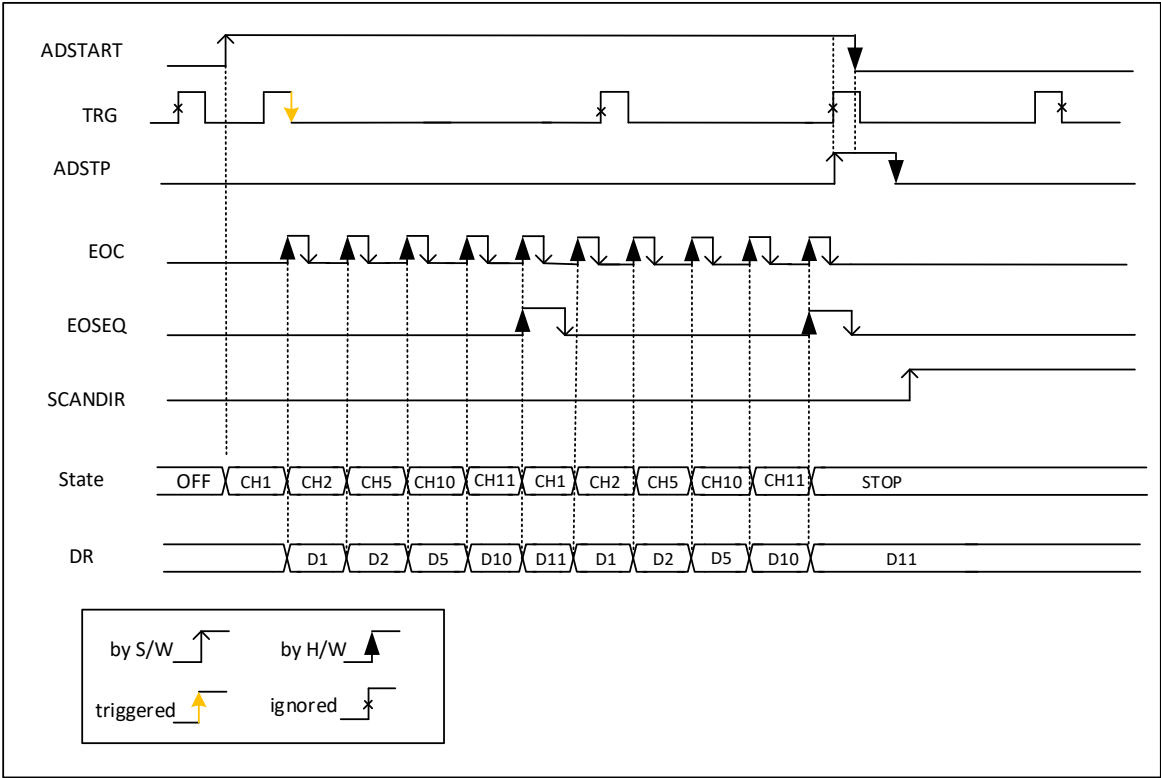 ADSTART
TRG
ADSTP
EOC
EOSEQ
SCANDIR
State OFF CH1 CH2 CH5 CH10 CH11 CH1 CH2 CH5 CH10 CH11 STOP
DR D1 D2 D5 D10 D11 D1 D2 D5 D10 D11
by S/W by H/W
triggered ignored